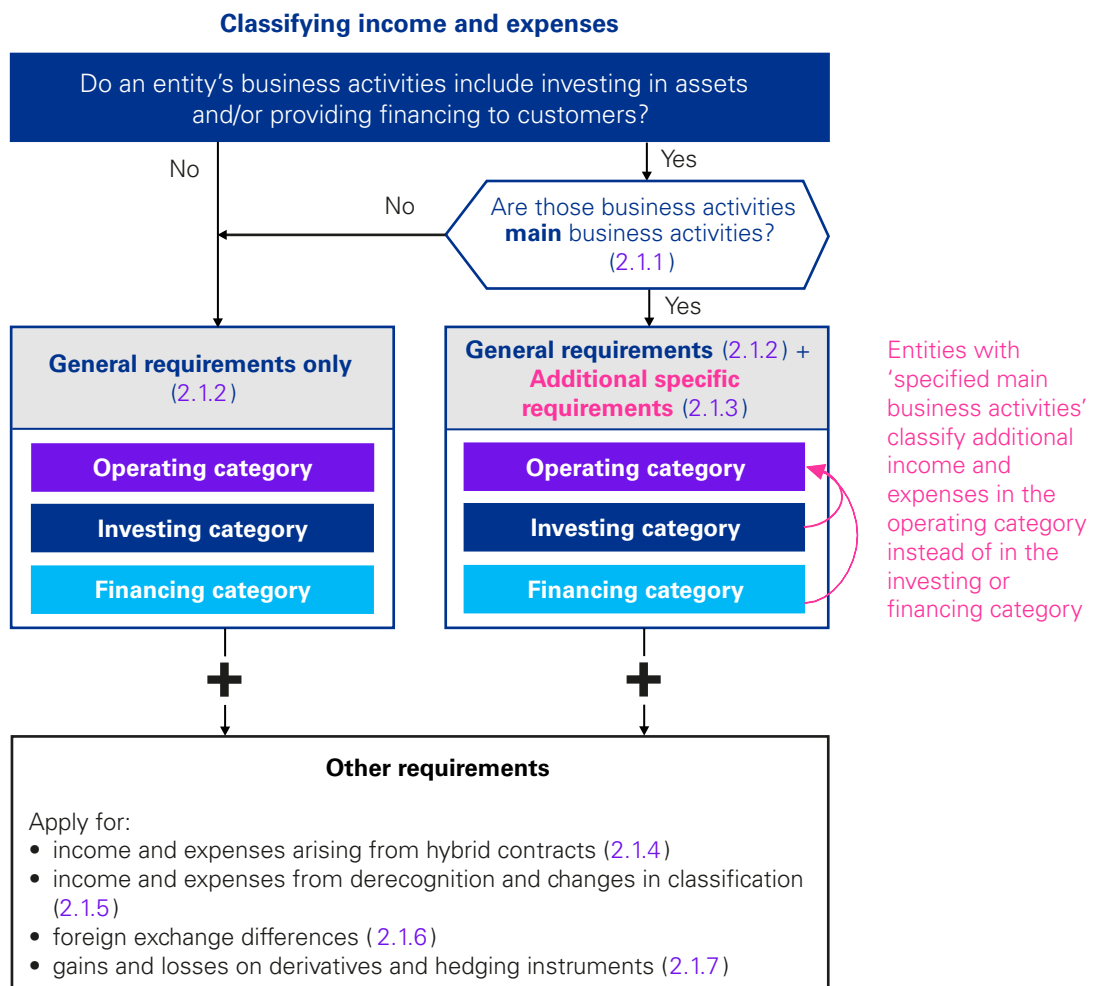 Classifying income and expenses
Do an entity’s business activities include investing in assets
and/or providing financing to customers?
No
Yes
No
Are those business activities
main business activities?
(2.1.1)
Yes
General requirements only
(2.1.2)
General requirements (2.1.2) +
Additional specific
requirements (2.1.3)
Operating category
Investing category
Financing category
Operating category
Investing category
Financing category
Entities with
‘specified main
business activities’
classify additional
income and
expenses in the
operating category
instead of in the
investing or
financing category
Other requirements
Apply for:
• income and expenses arising from hybrid contracts (2.1.4)
• income and expenses from derecognition and changes in classification
(2.1.5)
• foreign exchange differences (2.1.6)
• gains and losses on derivatives and hedging instruments (2.1.7)